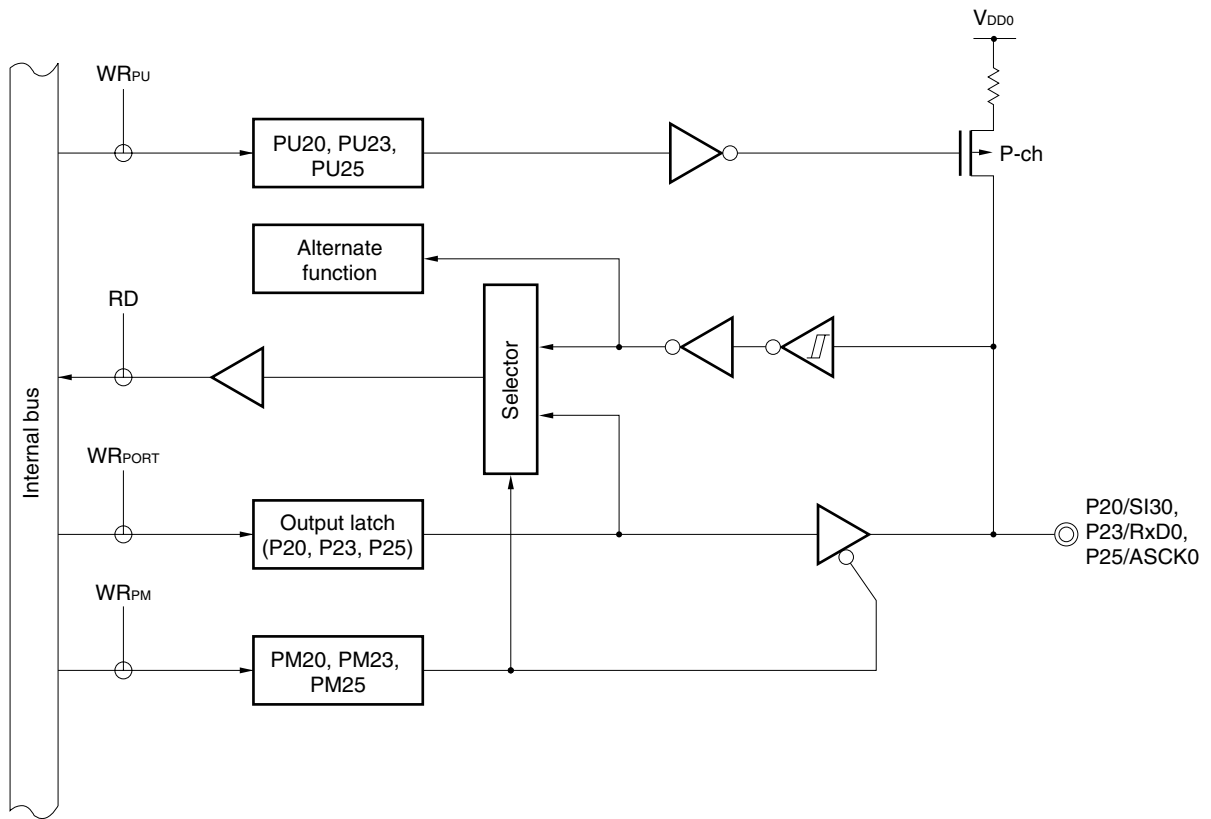 VDD0
WRPU
PU20, PU23,
PU25
P-ch
Alternate
function
RD
Selector
Internal bus
WRPORT
Output latch
(P20, P23, P25)
P20/SI30,
P23/RxD0,
P25/ASCK0
WRPM
PM20, PM23,
PM25